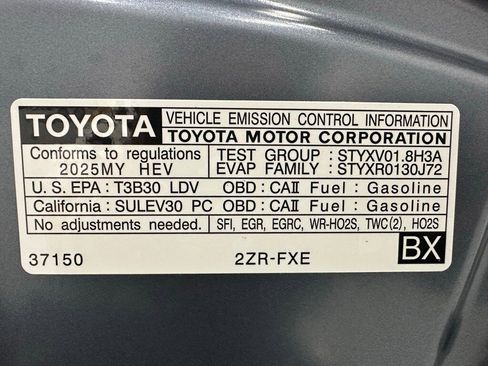 TOYOTA VEHICLE EMISSION CONTROL INFORMATION
TOYOTA MOTOR CORPORATION
Conforms to regulations TEST GROUP : STYXV01.8H3A
2025MY HEV EVAP FAMILY : STYXR0130J72
U.S. EPA : T3B30 LDV OBD : CAII Fuel : Gasoline
California : SULEV30 PC OBD : CAII Fuel : Gasoline
No adjustments needed. SFI, EGR, EGRC, WR-HO2S, TWC(2), HO2S
37150 2ZR-FXE BX